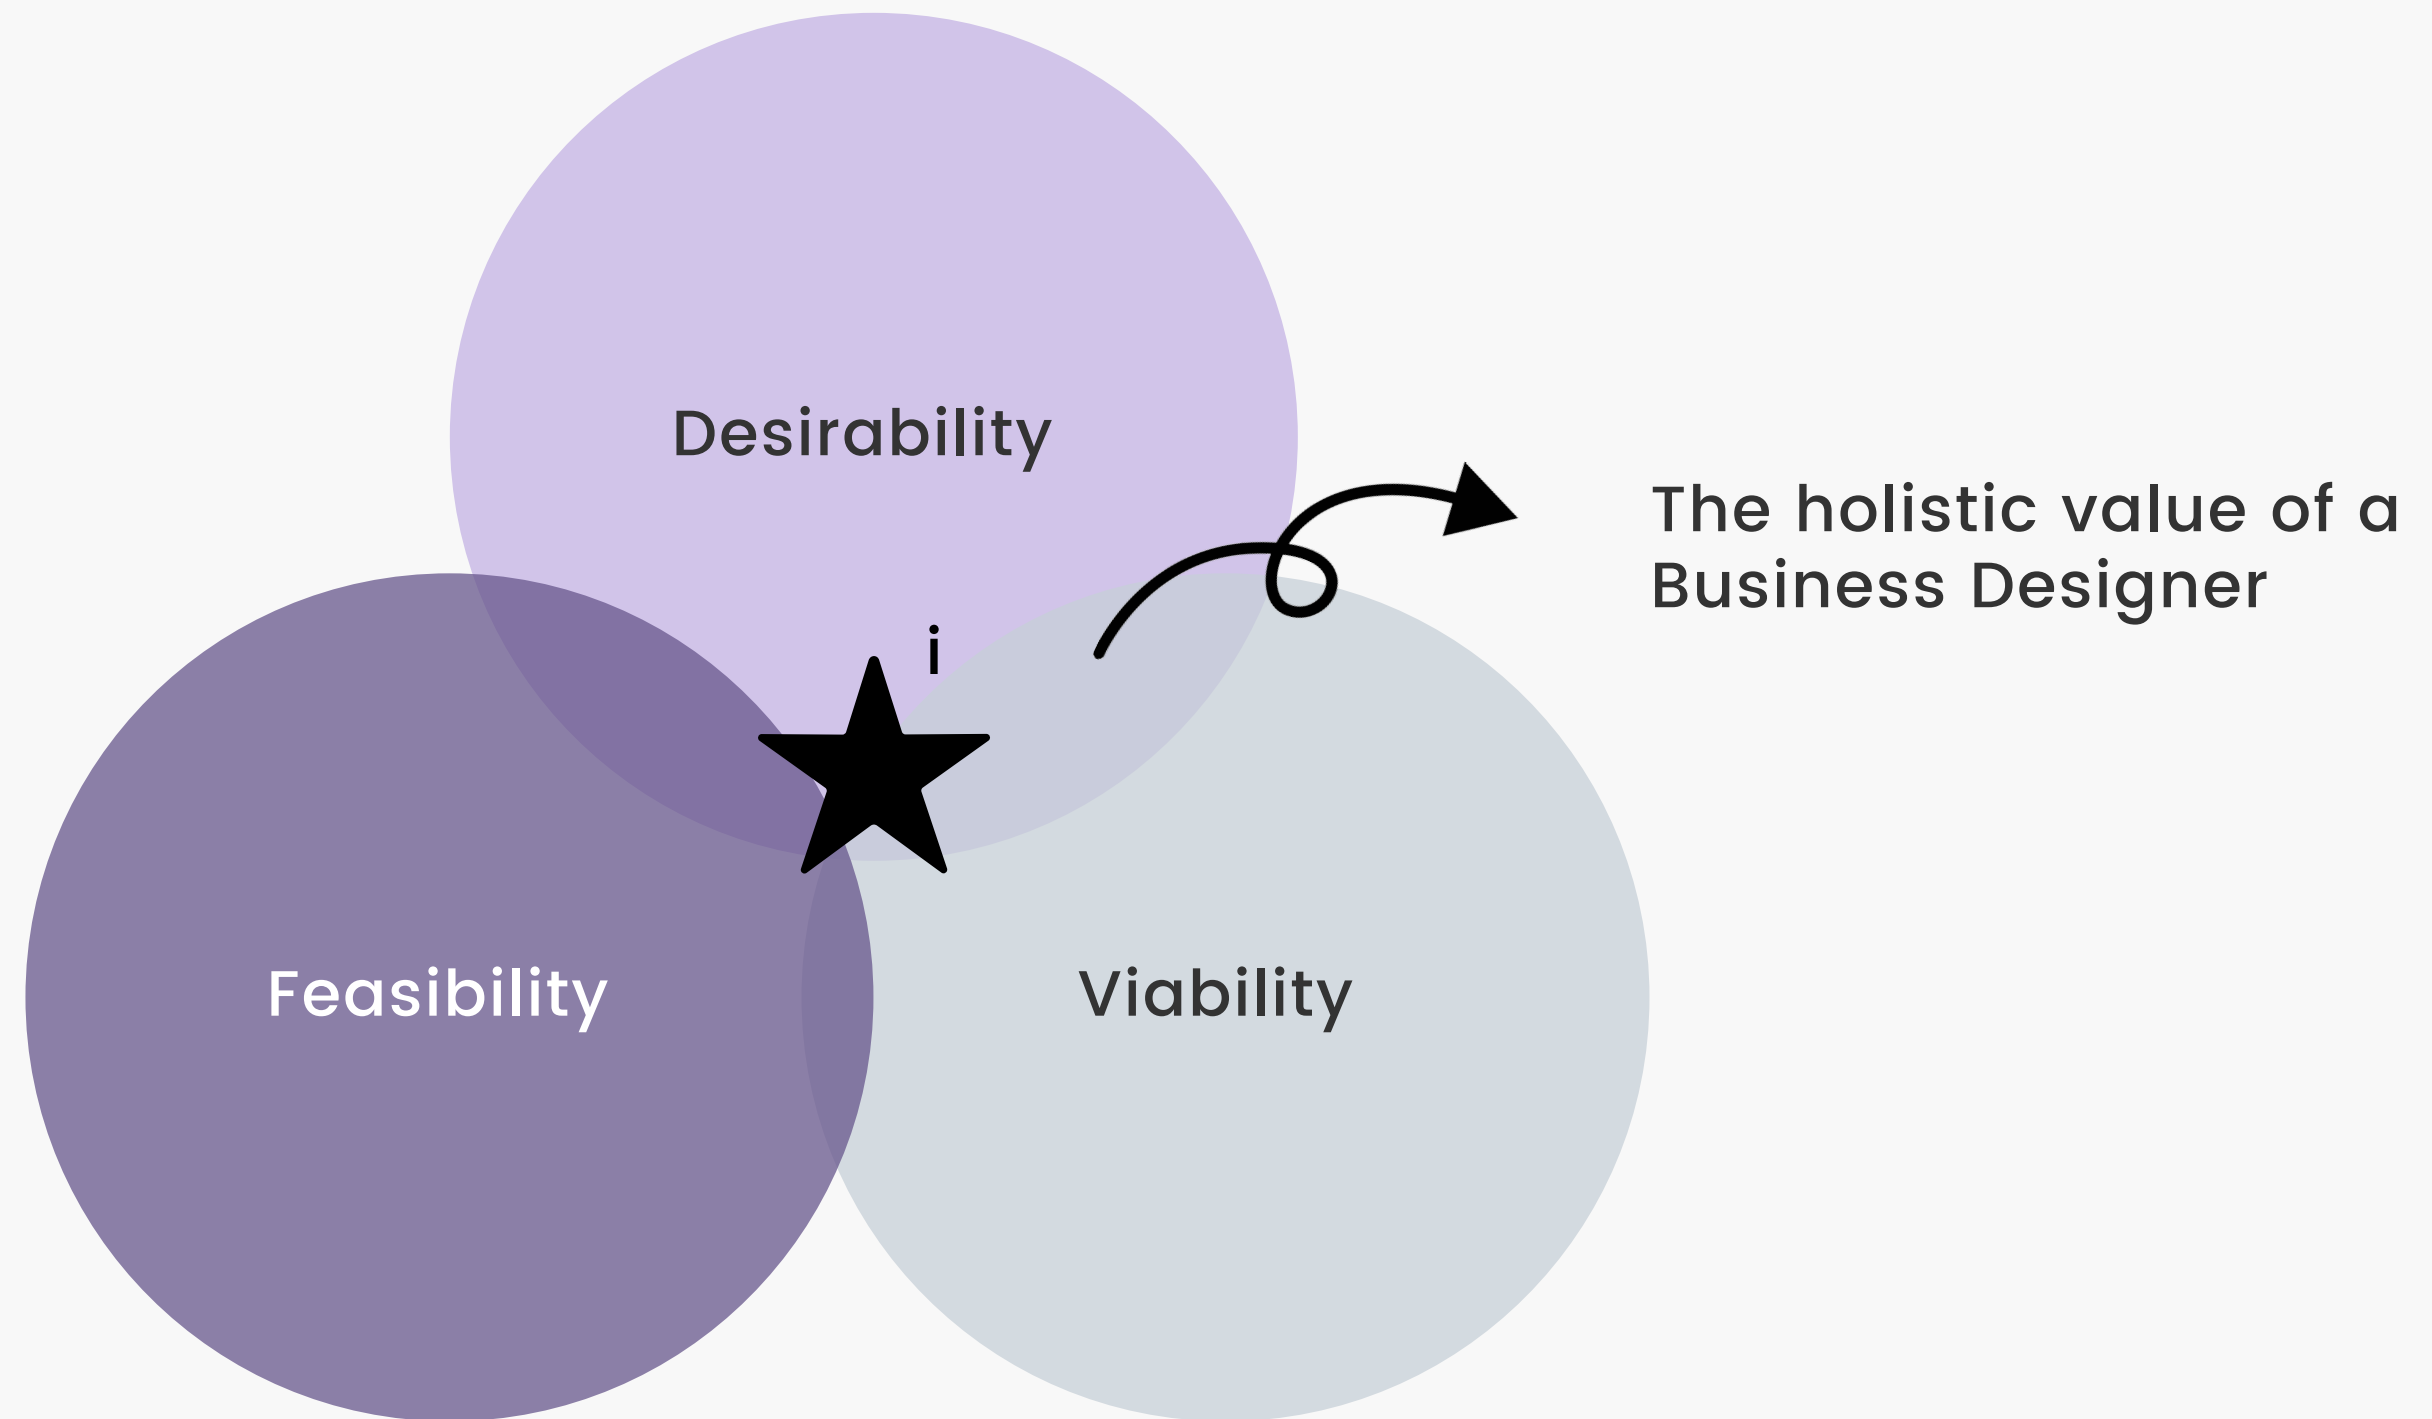 Desirability
The holistic value of a
Business Designer
i
Feasibility
Viability